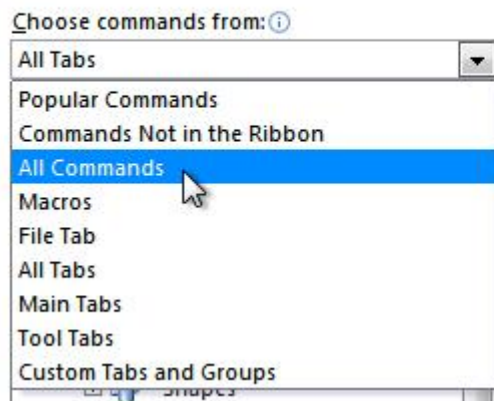 Choose commands from:
All Tabs
Popular Commands
Commands Not in the Ribbon
All Commands
Macros
File Tab
All Tabs
Main Tabs
Tool Tabs
Custom Tabs and Groups
Shapes